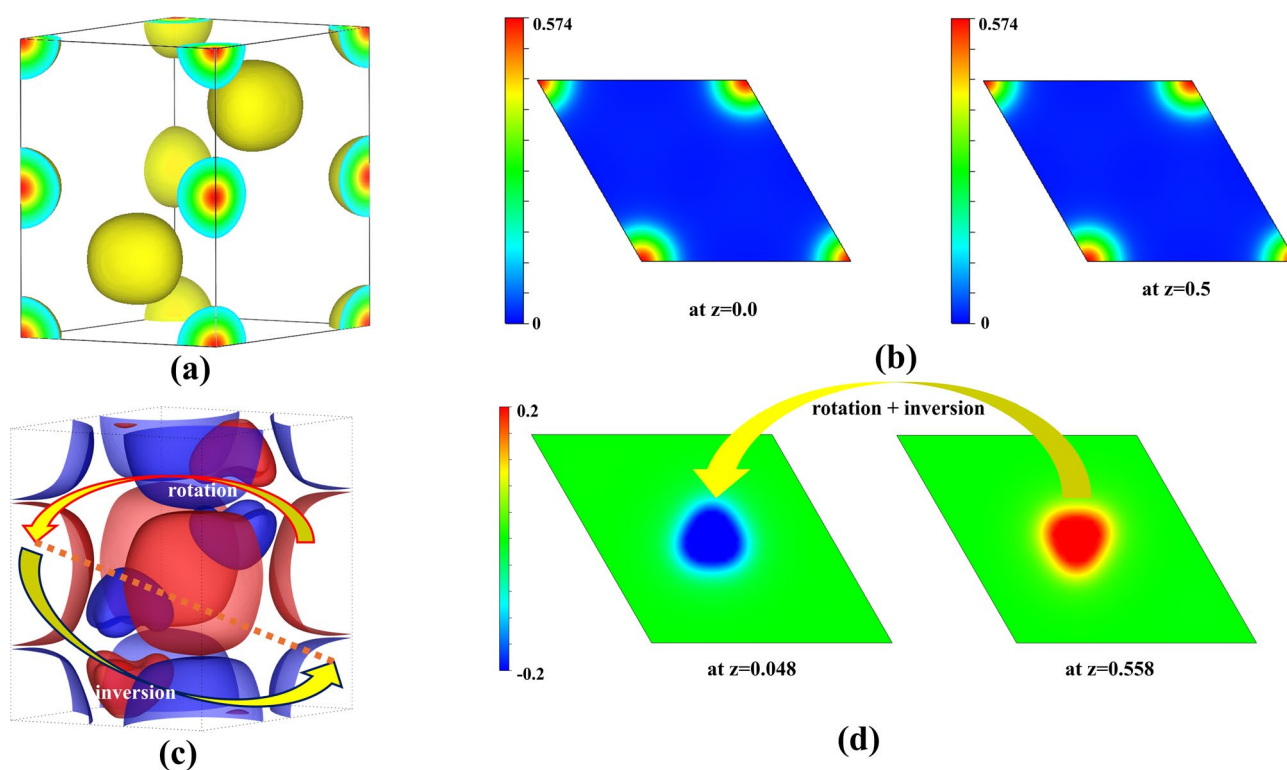 (a)
0.574
0
at z=0.0
0.574
0
at z=0.5
(b)
rotation
inversion
(c)
0.2
-0.2
rotation + inversion
at z=0.048
at z=0.558
(d)